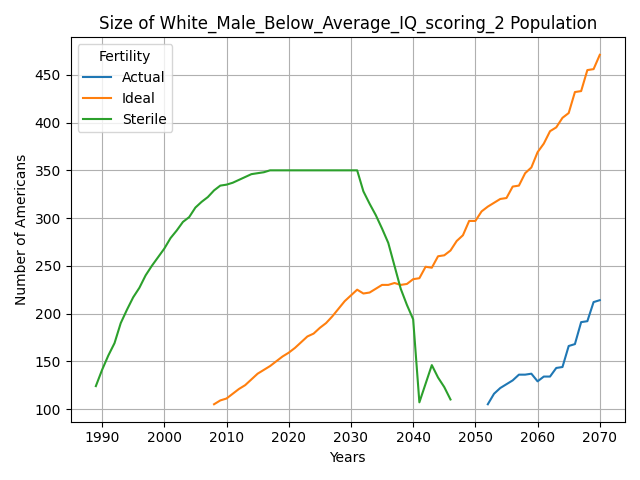 Size of White_Male_Below_Average_IQ_scoring_2 Population
Fertility
Actual
Ideal
Sterile
Number of Americans
450
400
350
300
250
200
150
100
1990 2000 2010 2020 2030 2040 2050 2060 2070
Years